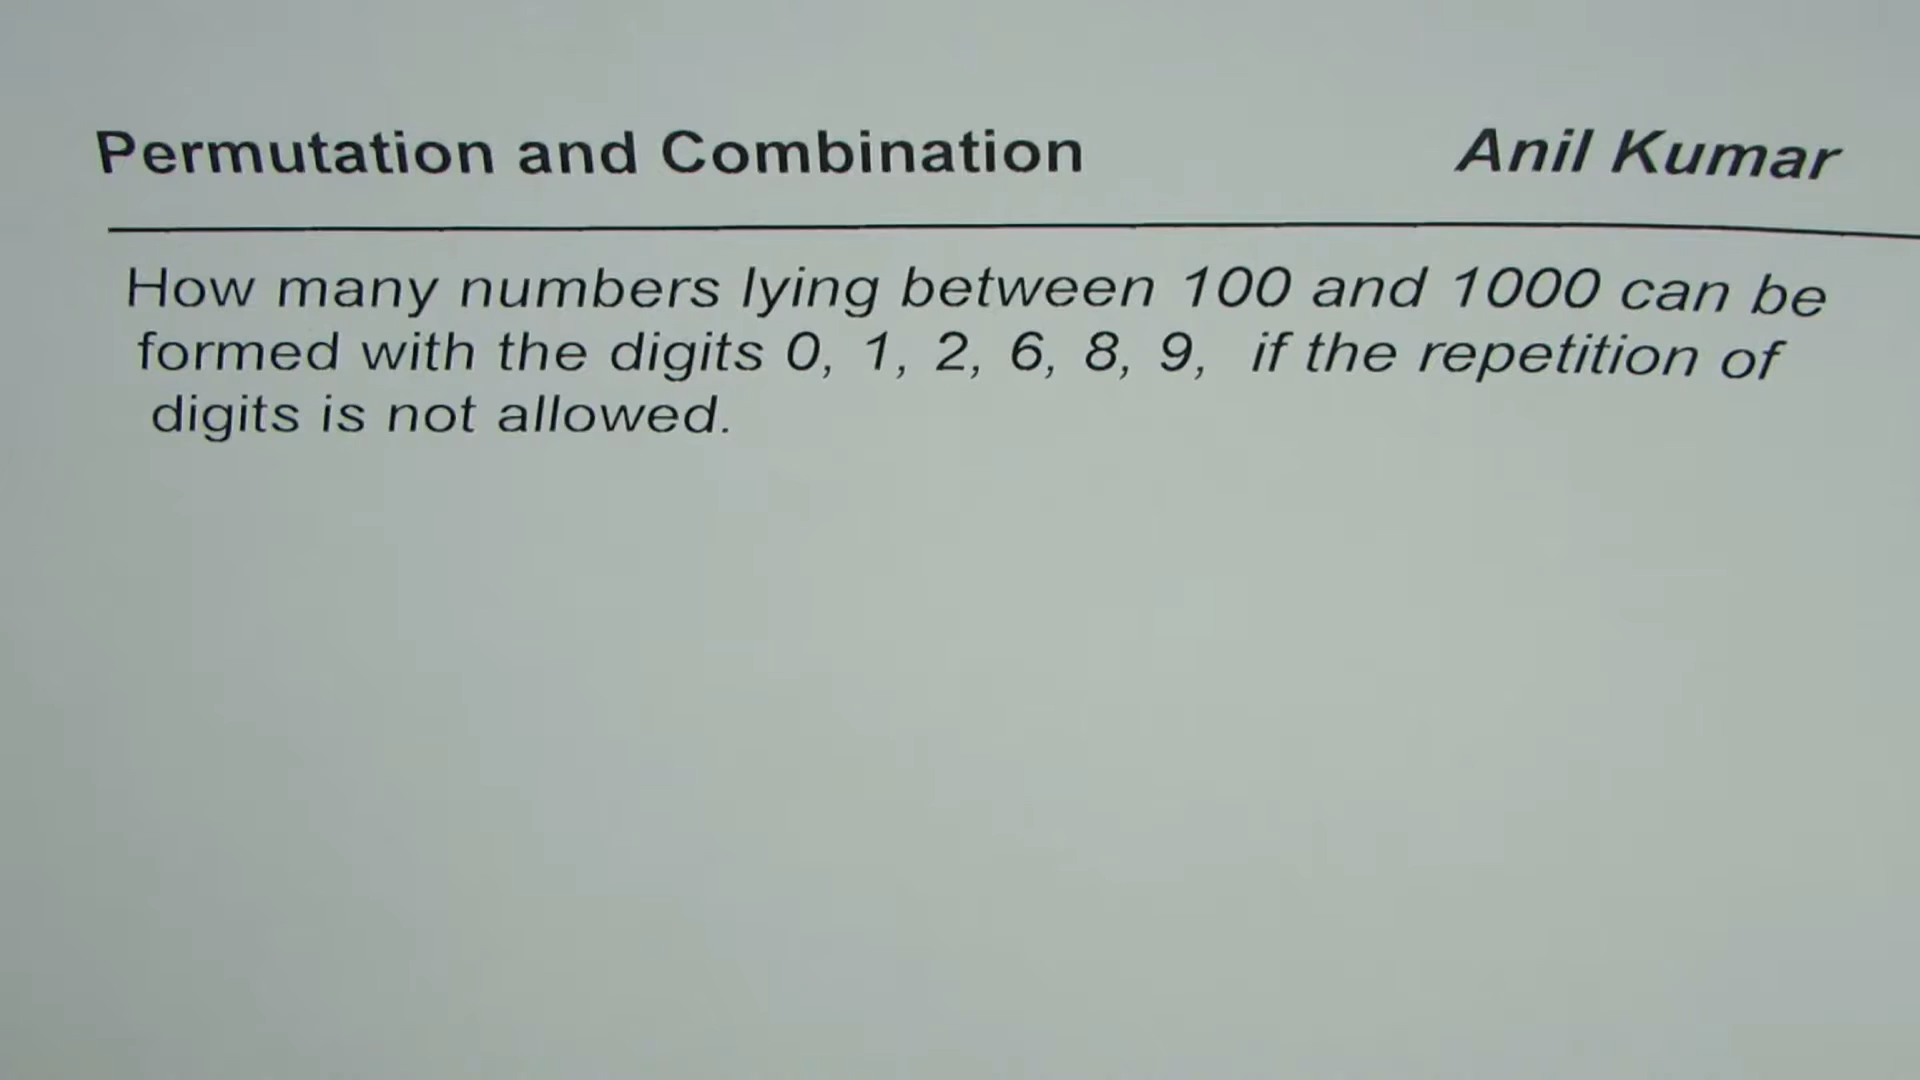 Permutation and Combination Anil Kumar
How many numbers lying between 100 and 1000 can be
formed with the digits 0, 1, 2, 6, 8, 9, if the repetition of
digits is not allowed.